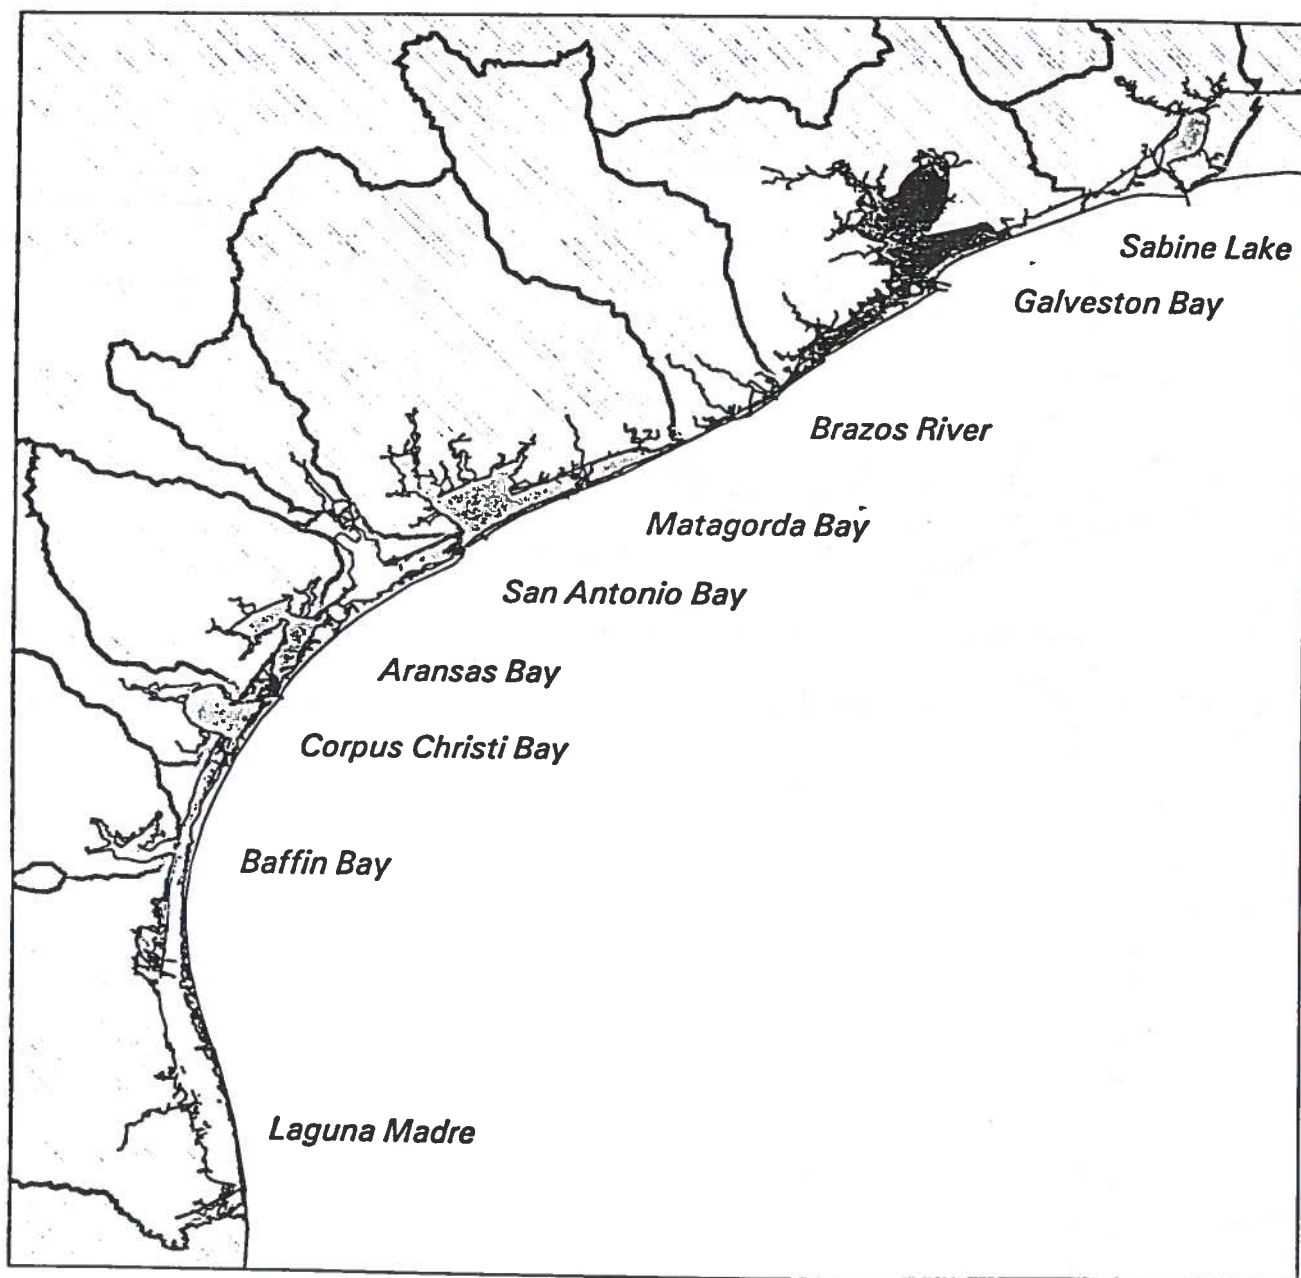 Sabine Lake
Galveston Bay
Brazos River
Matagorda Bay
San Antonio Bay
Aransas Bay
Corpus Christi Bay
Baffin Bay
Laguna Madre